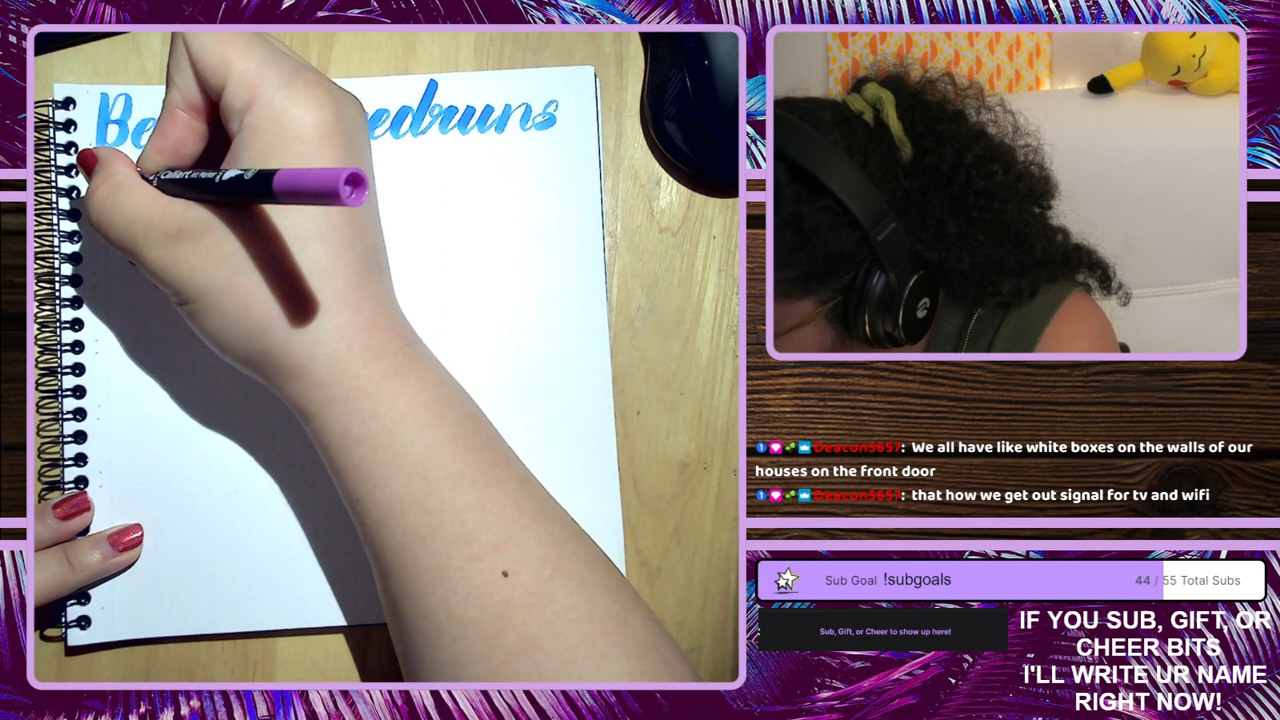 Be edruns
Deacon5657: We all have like white boxes on the walls of our
houses on the front door
Deacon5657: that how we get out signal for tv and wifi
Sub Goal !subgoals 44 / 55 Total Subs
Sub, Gift, or Cheer to show up here!
IF YOU SUB, GIFT, OR
CHEER BITS
I'LL WRITE UR NAME
RIGHT NOW!